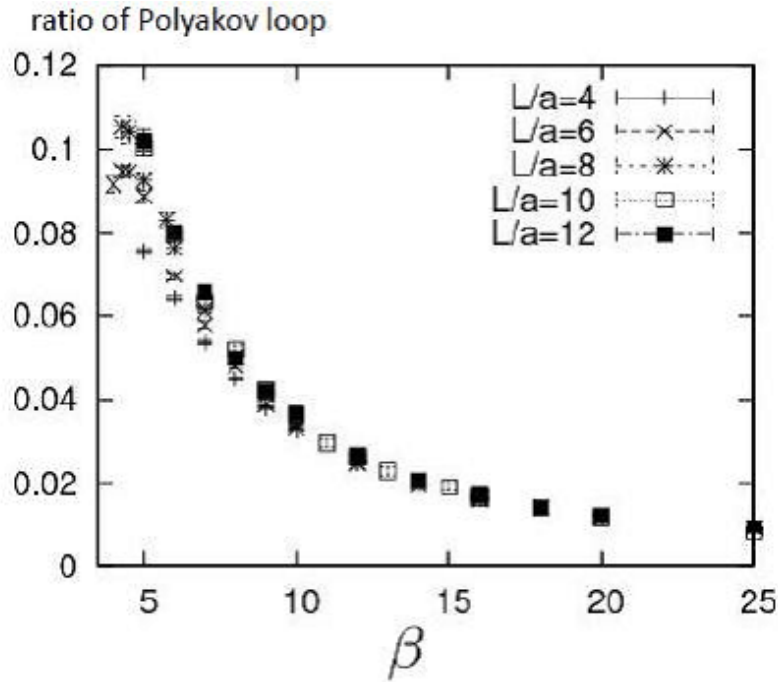 ratio of Polyakov loop
0.12
0.1
0.08
0.06
0.04
0.02
0
L/a=4
L/a=6
L/a=8
L/a=10
L/a=12
5 10 15 20 25
β